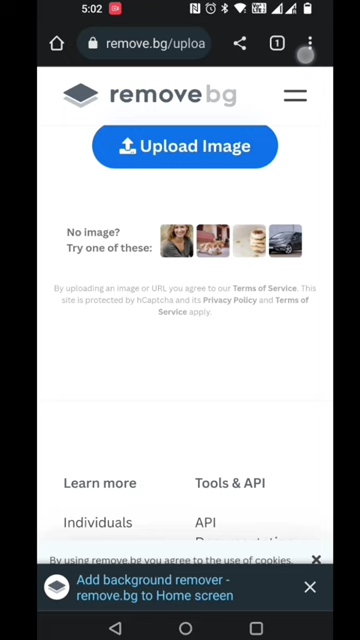 5:02
remove.bg/uploa
1
removebg
Upload Image
No image?
Try one of these:
By uploading an image or URL you agree to our Terms of Service. This
site is protected by hCaptcha and its Privacy Policy and Terms of
Service apply.
Learn more
Tools & API
Individuals
API
Documentation
By using remove.bg you agree to the use of cookies.
Add background remover -
remove.bg to Home screen